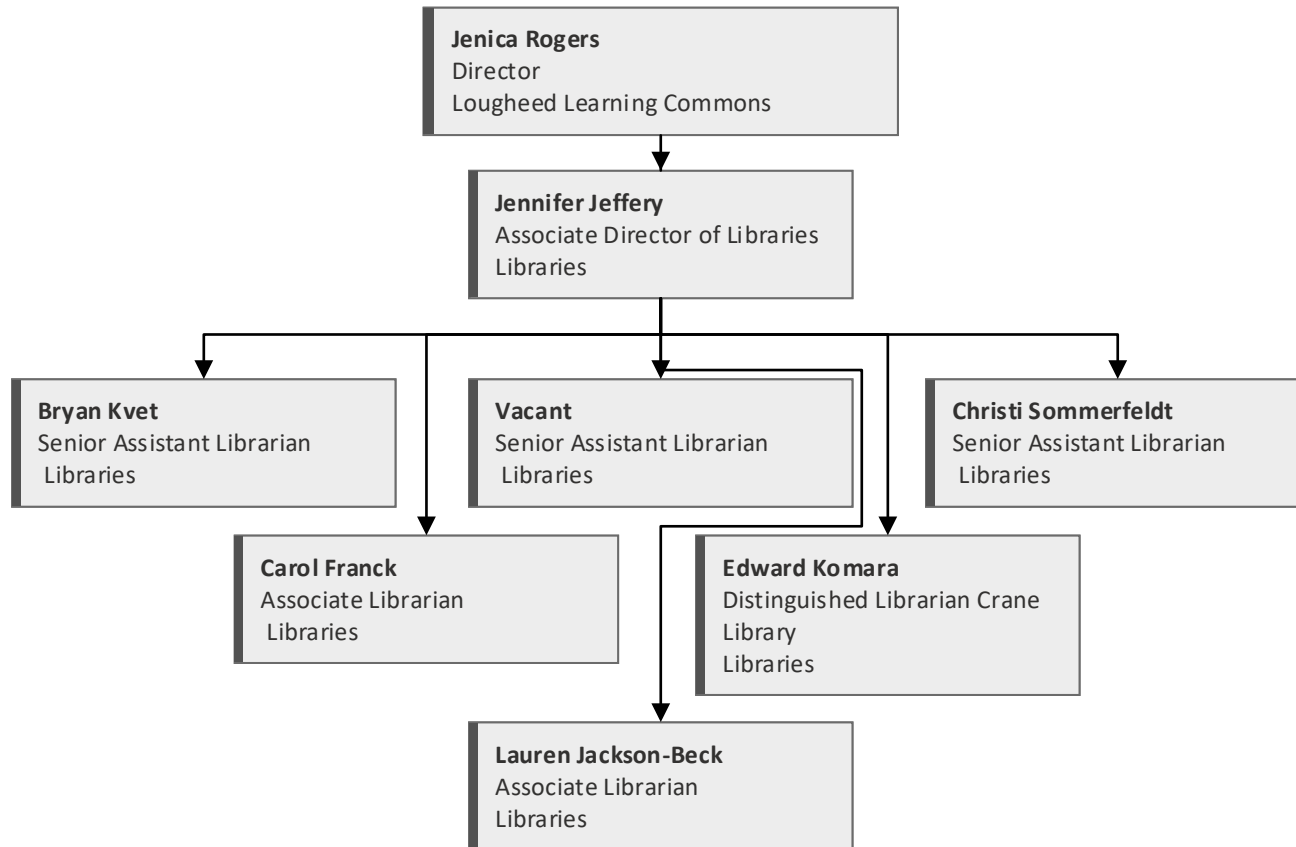 Jenica Rogers
Director
Lougheed Learning Commons
Jennifer Jeffery
Associate Director of Libraries
Libraries
Bryan Kvet
Senior Assistant Librarian
Libraries
Vacant
Senior Assistant Librarian
Libraries
Christi Sommerfeldt
Senior Assistant Librarian
Libraries
Carol Franck
Associate Librarian
Libraries
Edward Komara
Distinguished Librarian Crane
Library
Libraries
Lauren Jackson-Beck
Associate Librarian
Libraries